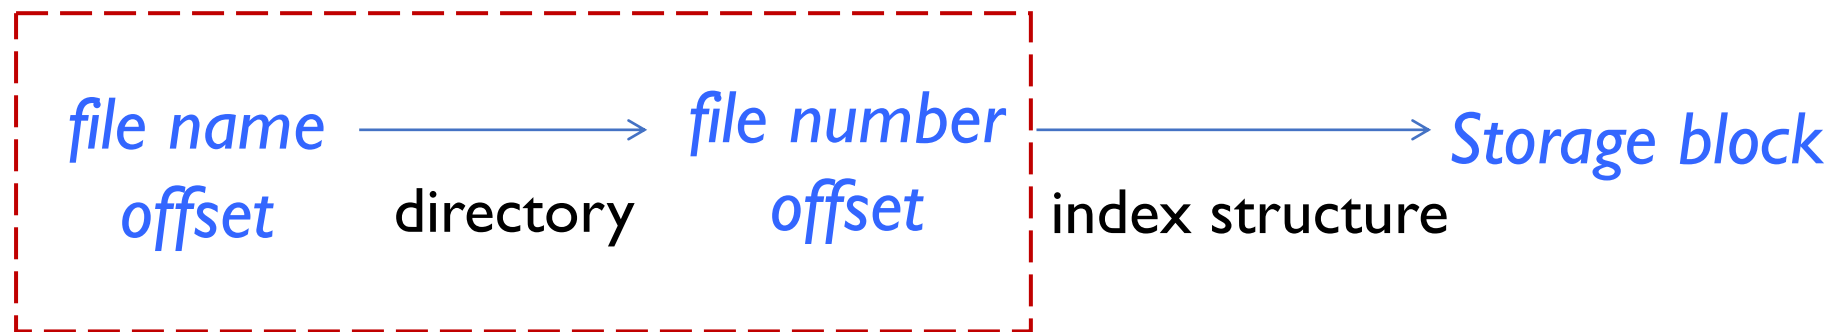 file name
offset
directory
file number
offset
index structure
Storage block